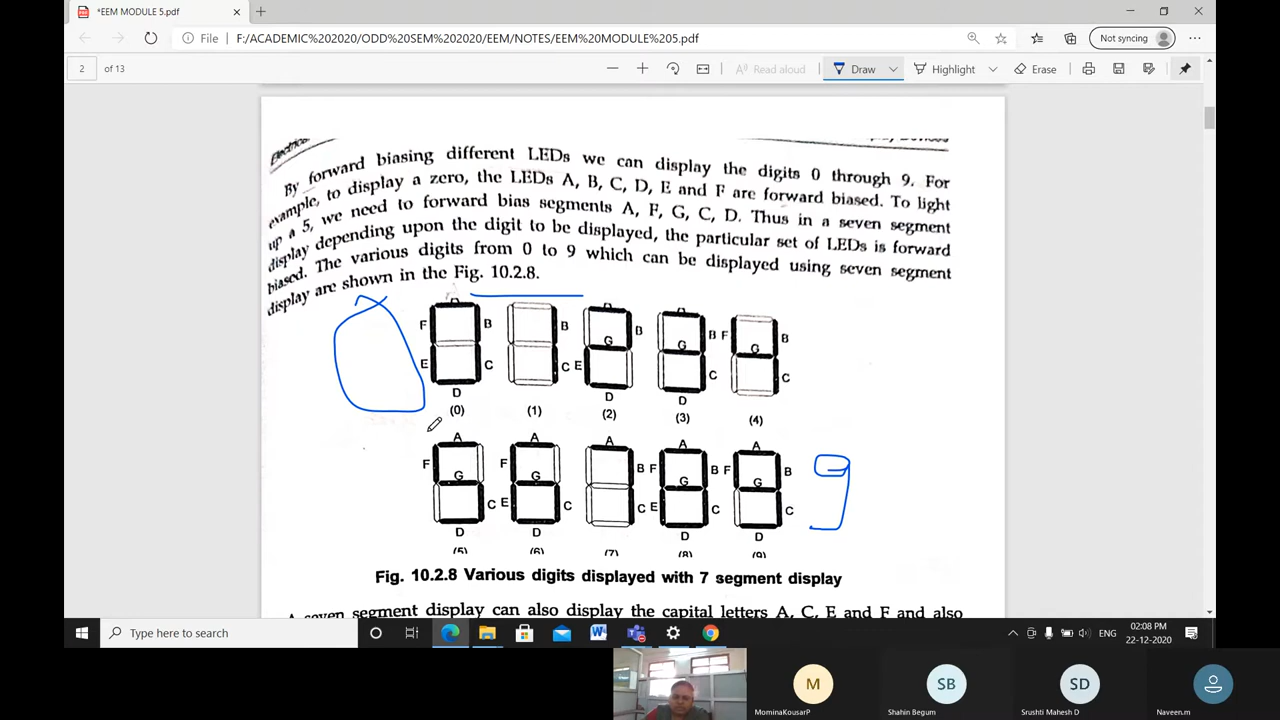 *EEM MODULE 5.pdf
File F:/ACADEMIC%202020/ODD%20SEM%202020/EEM/NOTES/EEM%20MODULE%205.pdf
Not syncing
2 of 13
Read aloud
Draw
Highlight
Erase
By forward biasing different LEDs we can display the digits 0 through 9. For
example, to display a zero, the LEDs A, B, C, D, E and F are forward biased. To light
up a 5, we need to forward bias segments A, F, G, C, D. Thus in a seven segment
display depending upon the digit to be displayed, the particular set of LEDs is forward
biased. The various digits from 0 to 9 which can be displayed using seven segment
display are shown in the Fig. 10.2.8.
A A A
F B B B B F B
G G G
E C C E C C
D D D
(0) (1) (2) (3) (4)
A A A A A
F F B F B F B
G G G G
C E C C E C C
D D D D
(5) (6) (7) (8) (9)
9
Fig. 10.2.8 Various digits displayed with 7 segment display
A seven segment display can also display the capital letters A, C, E and F and also
Type here to search
ENG
02:08 PM
22-12-2020
M
MominaKousarP
SB
Shahin Begum
SD
Srushti Mahesh D
Naveen.m